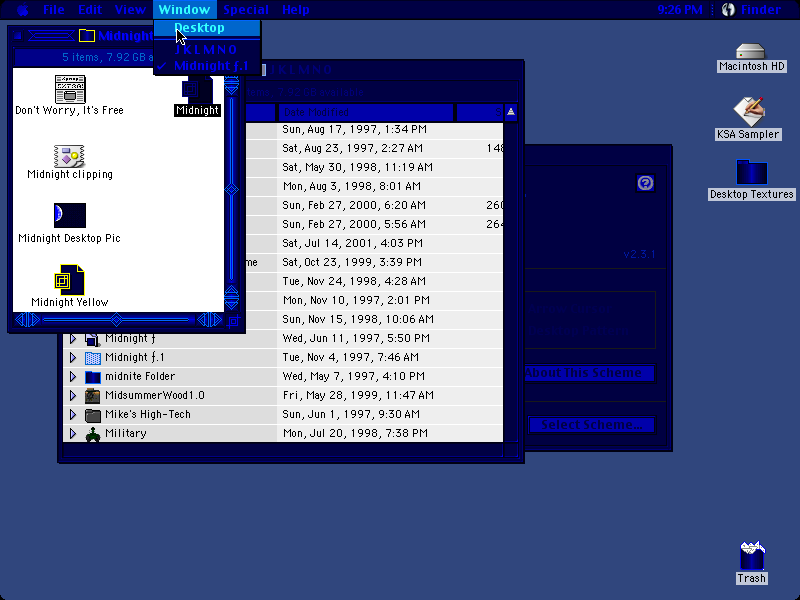 File Edit View Window Special Help 9:26 PM Finder
Desktop
J K L M N O
✓ Midnight ƒ.1
Midnight
5 items, 7.92 GB a
Don't Worry, It's Free
Midnight
Midnight clipping
Midnight Desktop Pic
Midnight Yellow
J K L M N O
Sun, Aug 17, 1997, 1:34 PM
Sat, Aug 23, 1997, 2:27 AM 148
Sat, May 30, 1998, 11:19 AM
Mon, Aug 3, 1998, 8:01 AM
Sun, Feb 27, 2000, 6:20 AM 260
Sun, Feb 27, 2000, 5:56 AM 264
Sat, Jul 14, 2001, 4:03 PM
me Sat, Oct 23, 1999, 3:39 PM
Tue, Nov 24, 1998, 4:28 AM
Mon, Nov 10, 1997, 2:01 PM
Sun, Nov 15, 1998, 10:06 AM
Midnight ƒ Wed, Jun 11, 1997, 5:50 PM
Midnight ƒ.1 Tue, Nov 4, 1997, 7:46 AM
midnite Folder Wed, May 7, 1997, 4:10 PM
MidsummerWood1.0 Fri, May 28, 1999, 11:47 AM
Mike's High-Tech Sun, Jun 1, 1997, 9:30 AM
Military Mon, Jul 20, 1998, 7:38 PM
v2.3.1
About This Scheme
Select Scheme...
Macintosh HD
KSA Sampler
Desktop Textures
Trash